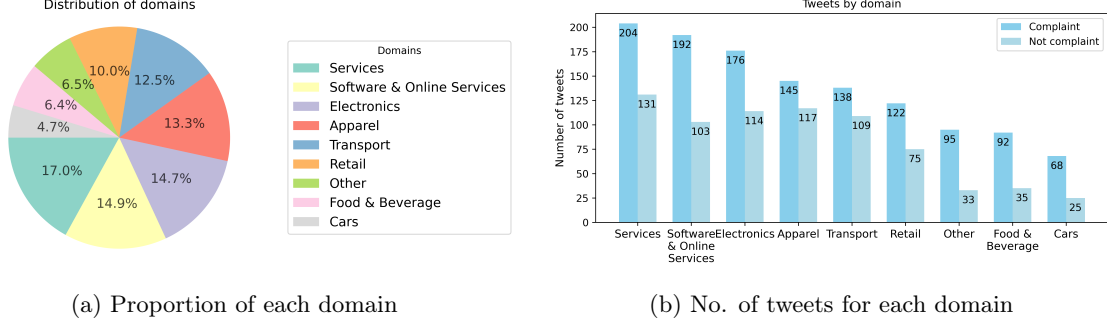 Distribution of domains
10.0%
12.5%
6.5%
6.4%
13.3%
4.7%
17.0%
14.7%
14.9%
Domains
Services
Software & Online Services
Electronics
Apparel
Transport
Retail
Other
Food & Beverage
Cars
(a) Proportion of each domain
Tweets by domain
Complaint
Not complaint
Number of tweets
200
175
150
125
100
75
50
25
0
204
131
192
103
176
114
145
117
138
109
122
75
95
33
92
35
68
25
Services
Software
& Online
Services
Electronics
Apparel
Transport
Retail
Other
Food &
Beverage
Cars
(b) No. of tweets for each domain